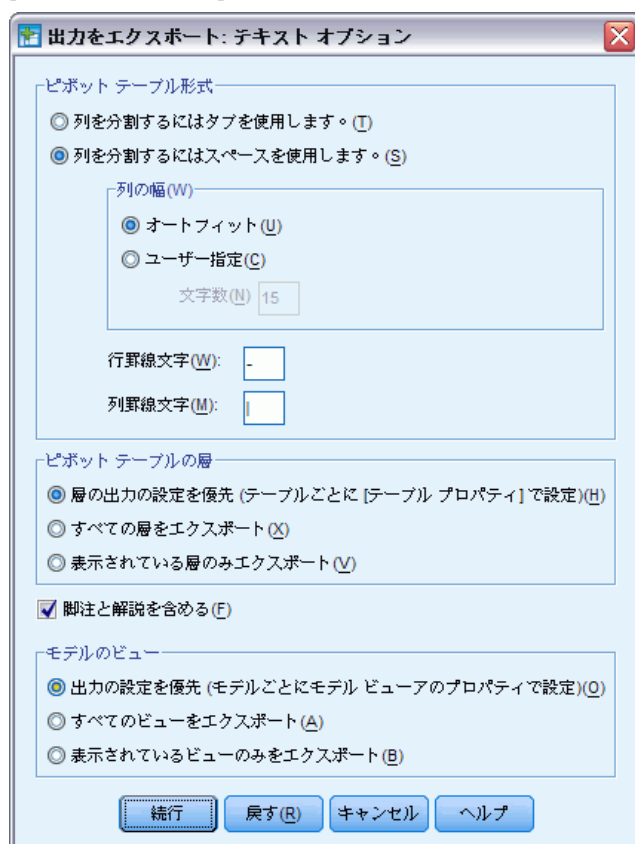 出力をエクスポート: テキスト オプション
ピボット テーブル形式
列を分割するにはタブを使用します。(T)
列を分割するにはスペースを使用します。(S)
列の幅(W)
オートフィット(U)
ユーザー指定(C)
文字数(N) 15
行罫線文字(W): -
列罫線文字(M): |
ピボット テーブルの層
層の出力の設定を優先 (テーブルごとに [テーブル プロパティ] で設定)(H)
すべての層をエクスポート(X)
表示されている層のみエクスポート(V)
脚注と解説を含める(F)
モデルのビュー
出力の設定を優先 (モデルごとにモデル ビューアのプロパティで設定)(O)
すべてのビューをエクスポート(A)
表示されているビューのみをエクスポート(B)
続行 戻す(R) キャンセル ヘルプ